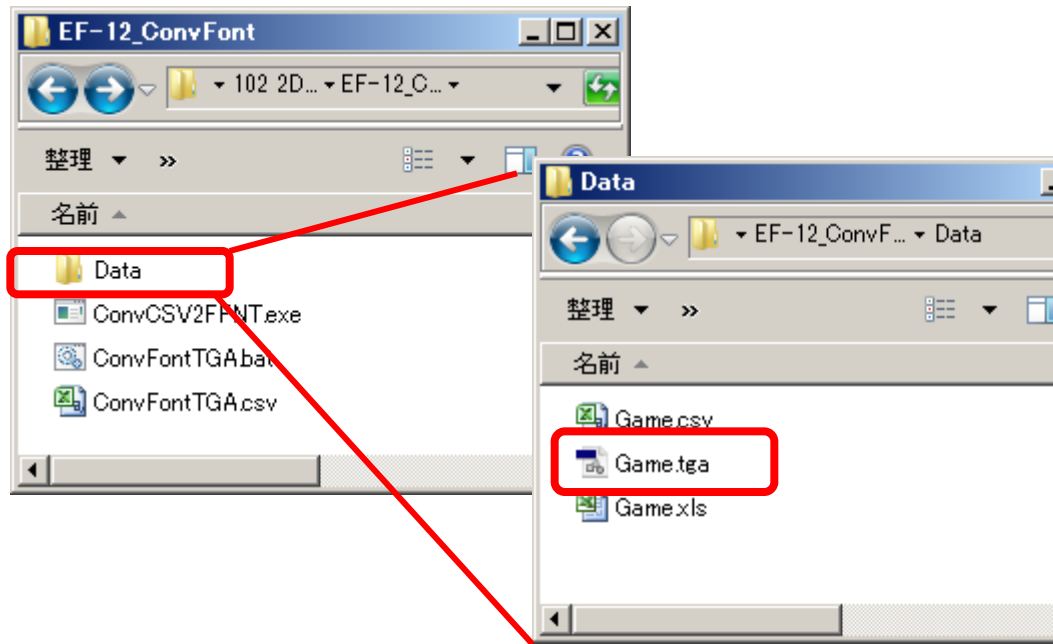 EF-12_ConvFont
102 2D... EF-12_C...
整理 »
名前
Data
ConvCSV2FFNT.exe
ConvFontTGA.bat
ConvFontTGA.csv
Data
EF-12_ConvF... Data
整理 »
名前
Game.csv
Game.tga
Game.xls